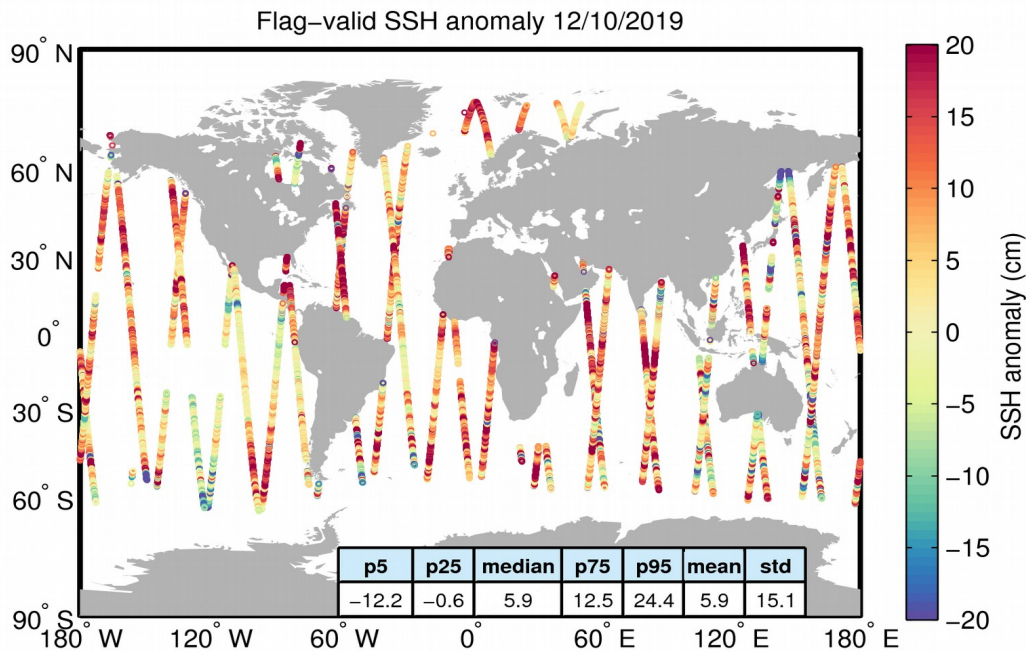 Flag−valid SSH anomaly 12/10/2019
90° N
60° N
30° N
0°
30° S
60° S
90° S
180° W 120° W 60° W 0° 60° E 120° E 180° E
p5 p25 median p75 p95 mean std
−12.2 −0.6 5.9 12.5 24.4 5.9 15.1
20
15
10
5
0
−5
−10
−15
−20
SSH anomaly (cm)